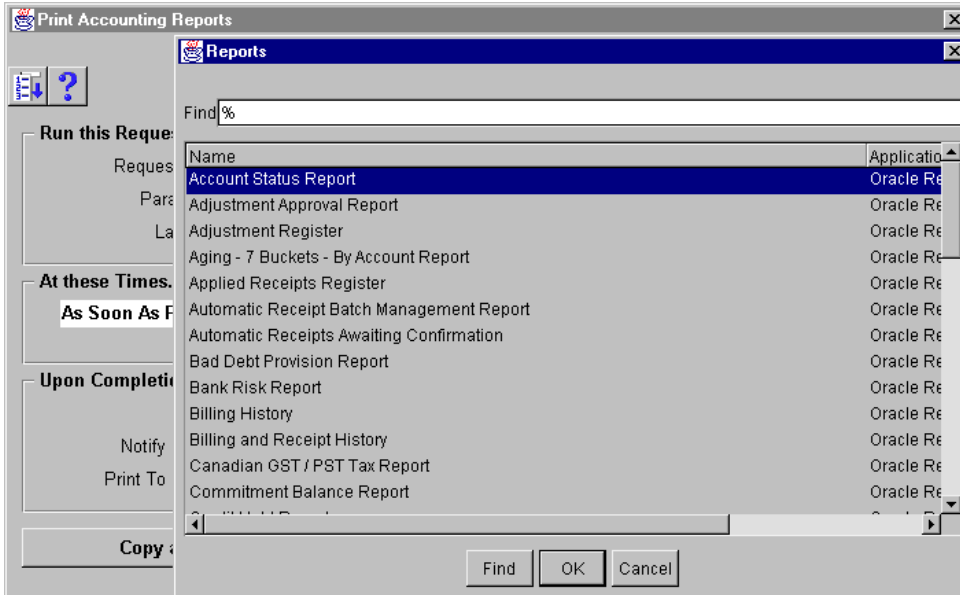 Print Accounting Reports
Reports
Find %
Run this Reque
Reques
Para
La
At these Times.
As Soon As P
Upon Completi
Notify
Print To
Copy a
Name Applicatio
Account Status Report Oracle Re
Adjustment Approval Report Oracle Re
Adjustment Register Oracle Re
Aging - 7 Buckets - By Account Report Oracle Re
Applied Receipts Register Oracle Re
Automatic Receipt Batch Management Report Oracle Re
Automatic Receipts Awaiting Confirmation Oracle Re
Bad Debt Provision Report Oracle Re
Bank Risk Report Oracle Re
Billing History Oracle Re
Billing and Receipt History Oracle Re
Canadian GST / PST Tax Report Oracle Re
Commitment Balance Report Oracle Re
Find OK Cancel